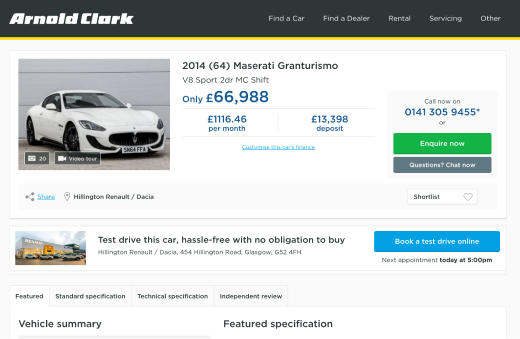 Arnold Clark
Find a Car Find a Dealer Rental Servicing Other
2014 (64) Maserati Granturismo
V8 Sport 2dr MC Shift
Only £66,988
£1116.46 £13,398
per month deposit
Customise this car's finance
Call now on
0141 305 9455*
or
Enquire now
Questions? Chat now
SN64 FFA
20 Video tour
Share Hillington Renault / Dacia
Shortlist
RENAULT
Test drive this car, hassle-free with no obligation to buy
Hillington Renault / Dacia, 454 Hillington Road, Glasgow, G52 4FH
Book a test drive online
Next appointment today at 5:00pm
Featured Standard specification Technical specification Independent review
Vehicle summary Featured specification